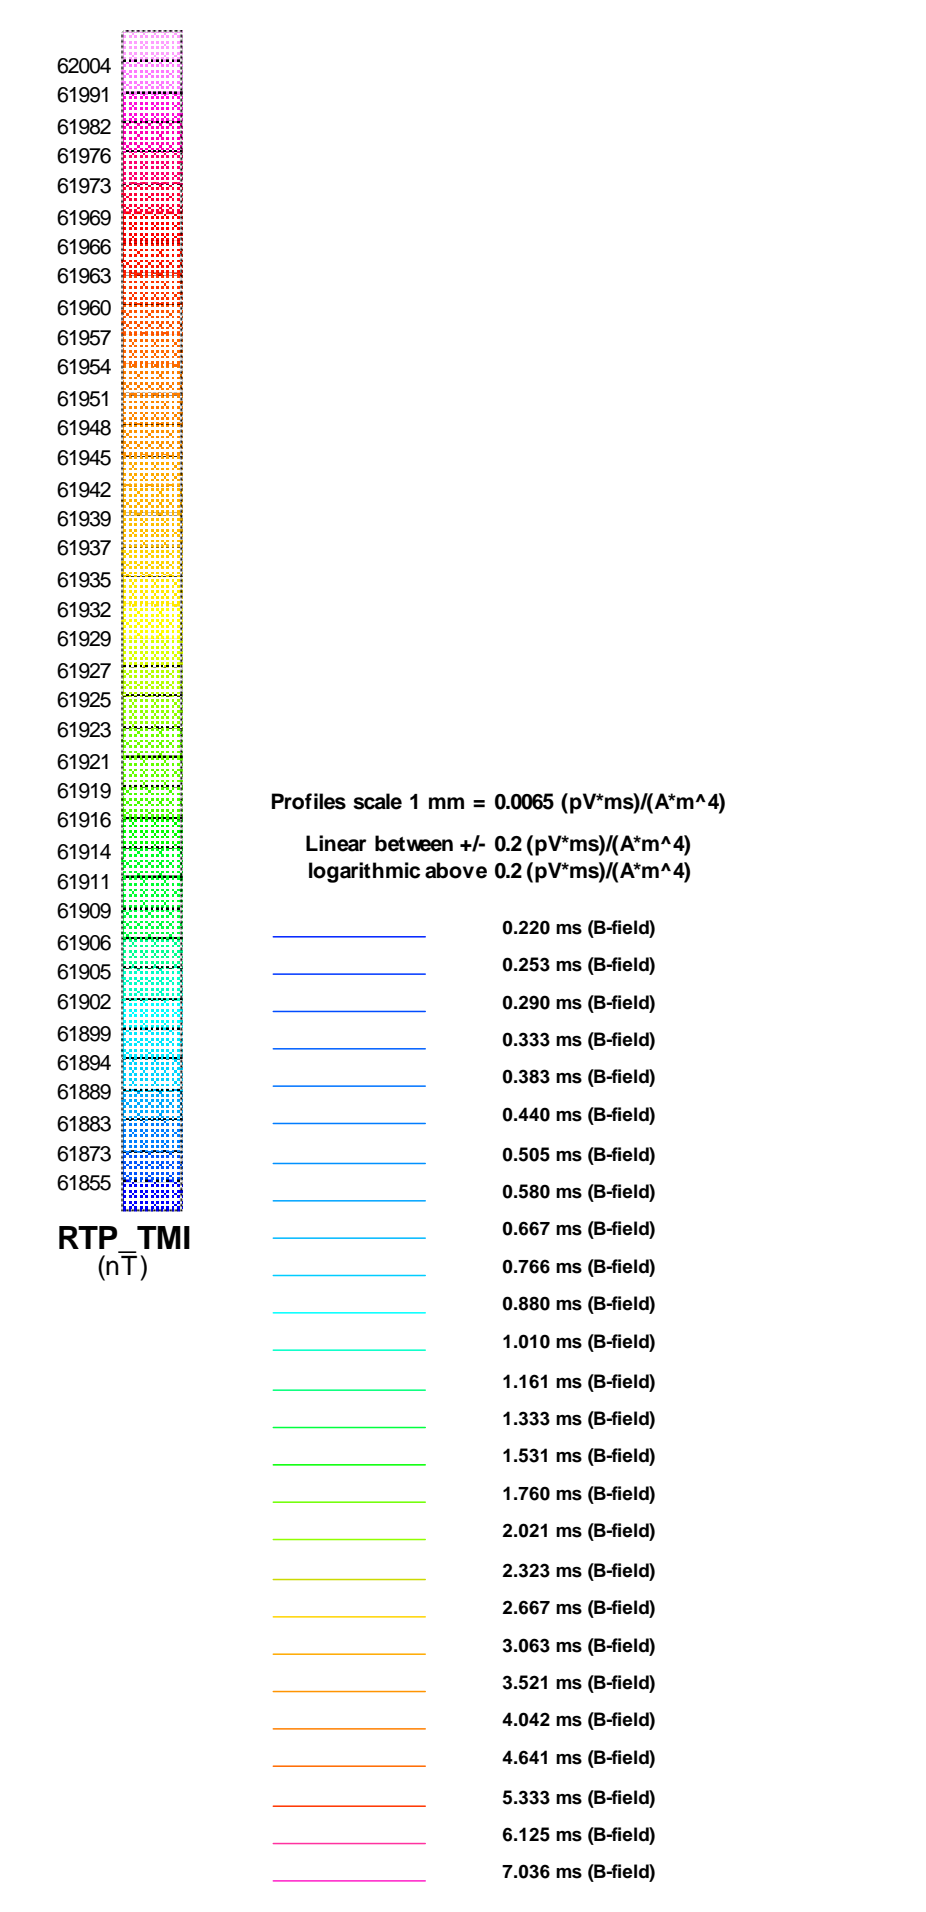 62004
61991
61982
61976
61973
61969
61966
61963
61960
61957
61954
61951
61948
61945
61942
61939
61937
61935
61932
61929
61927
61925
61923
61921
61919
61916
61914
61911
61909
61906
61905
61902
61899
61894
61889
61883
61873
61855
RTP_TMI
(nT)
Profiles scale 1 mm = 0.0065 (pV*ms)/(A*m^4)
Linear between +/- 0.2 (pV*ms)/(A*m^4)
logarithmic above 0.2 (pV*ms)/(A*m^4)
0.220 ms (B-field)
0.253 ms (B-field)
0.290 ms (B-field)
0.333 ms (B-field)
0.383 ms (B-field)
0.440 ms (B-field)
0.505 ms (B-field)
0.580 ms (B-field)
0.667 ms (B-field)
0.766 ms (B-field)
0.880 ms (B-field)
1.010 ms (B-field)
1.161 ms (B-field)
1.333 ms (B-field)
1.531 ms (B-field)
1.760 ms (B-field)
2.021 ms (B-field)
2.323 ms (B-field)
2.667 ms (B-field)
3.063 ms (B-field)
3.521 ms (B-field)
4.042 ms (B-field)
4.641 ms (B-field)
5.333 ms (B-field)
6.125 ms (B-field)
7.036 ms (B-field)